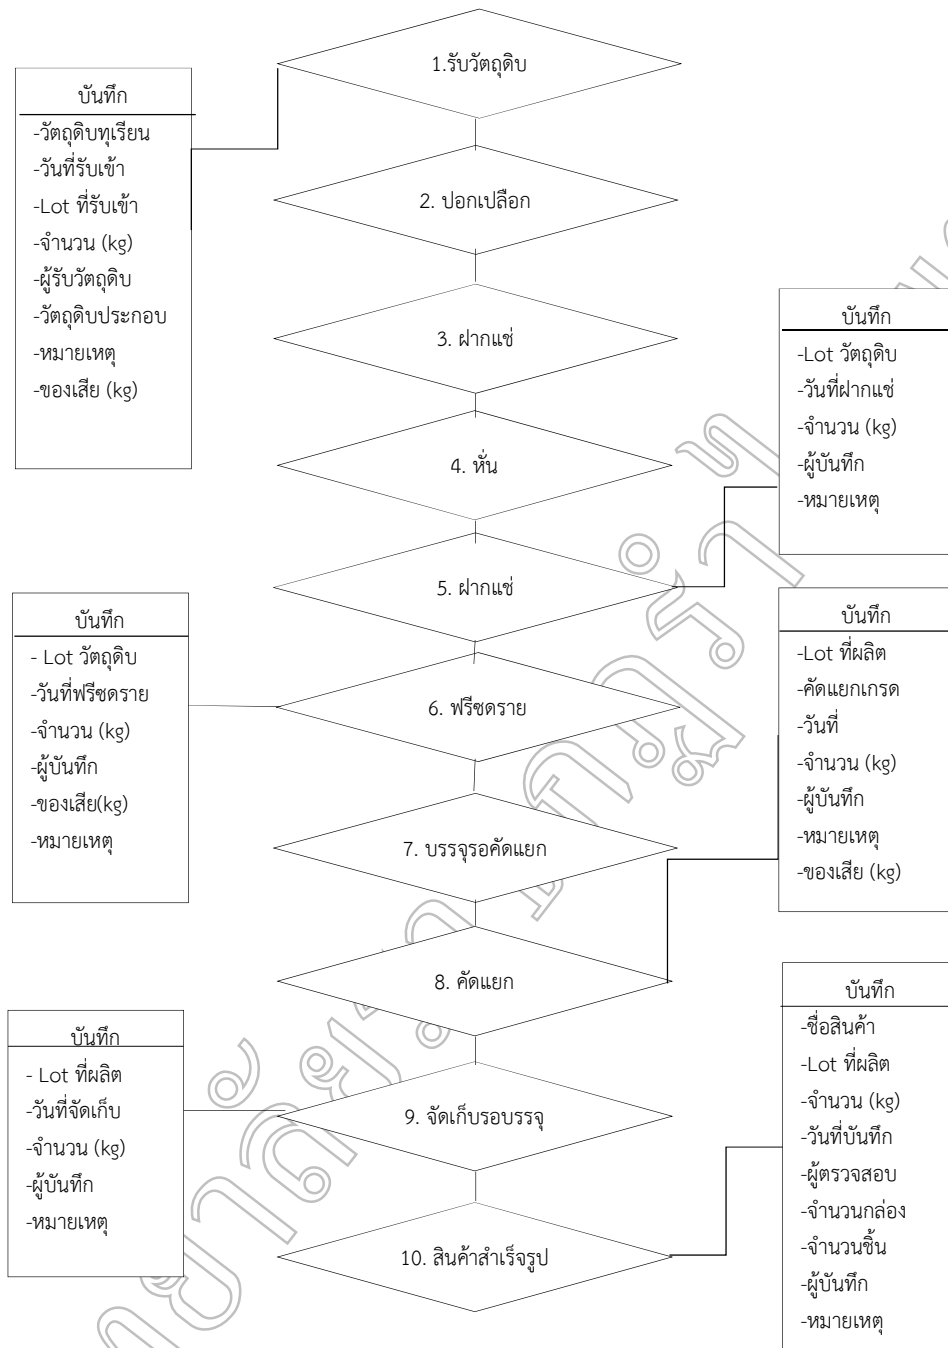 1.รับวัตถุดิบ
บันทึก
-วัตถุดิบทุเรียน
-วันที่รับเข้า
-Lot ที่รับเข้า
-จำนวน (kg)
-ผู้รับวัตถุดิบ
-วัตถุดิบประกอบ
-หมายเหตุ
-ของเสีย (kg)
2. ปอกเปลือก
3. ฝากแช่
4. หั่น
5. ฝากแช่
บันทึก
-Lot วัตถุดิบ
-วันที่ฝากแช่
-จำนวน (kg)
-ผู้บันทึก
-หมายเหตุ
6. ฟรีซดราย
บันทึก
- Lot วัตถุดิบ
-วันที่ฟรีซดราย
-จำนวน (kg)
-ผู้บันทึก
-ของเสีย(kg)
-หมายเหตุ
7. บรรจุรอคัดแยก
8. คัดแยก
บันทึก
-Lot ที่ผลิต
-คัดแยกเกรด
-วันที่
-จำนวน (kg)
-ผู้บันทึก
-หมายเหตุ
-ของเสีย (kg)
9. จัดเก็บรอบรรจุ
บันทึก
- Lot ที่ผลิต
-วันที่จัดเก็บ
-จำนวน (kg)
-ผู้บันทึก
-หมายเหตุ
10. สินค้าสำเร็จรูป
บันทึก
-ชื่อสินค้า
-Lot ที่ผลิต
-จำนวน (kg)
-วันที่บันทึก
-ผู้ตรวจสอบ
-จำนวนกล่อง
-จำนวนชิ้น
-ผู้บันทึก
-หมายเหตุ